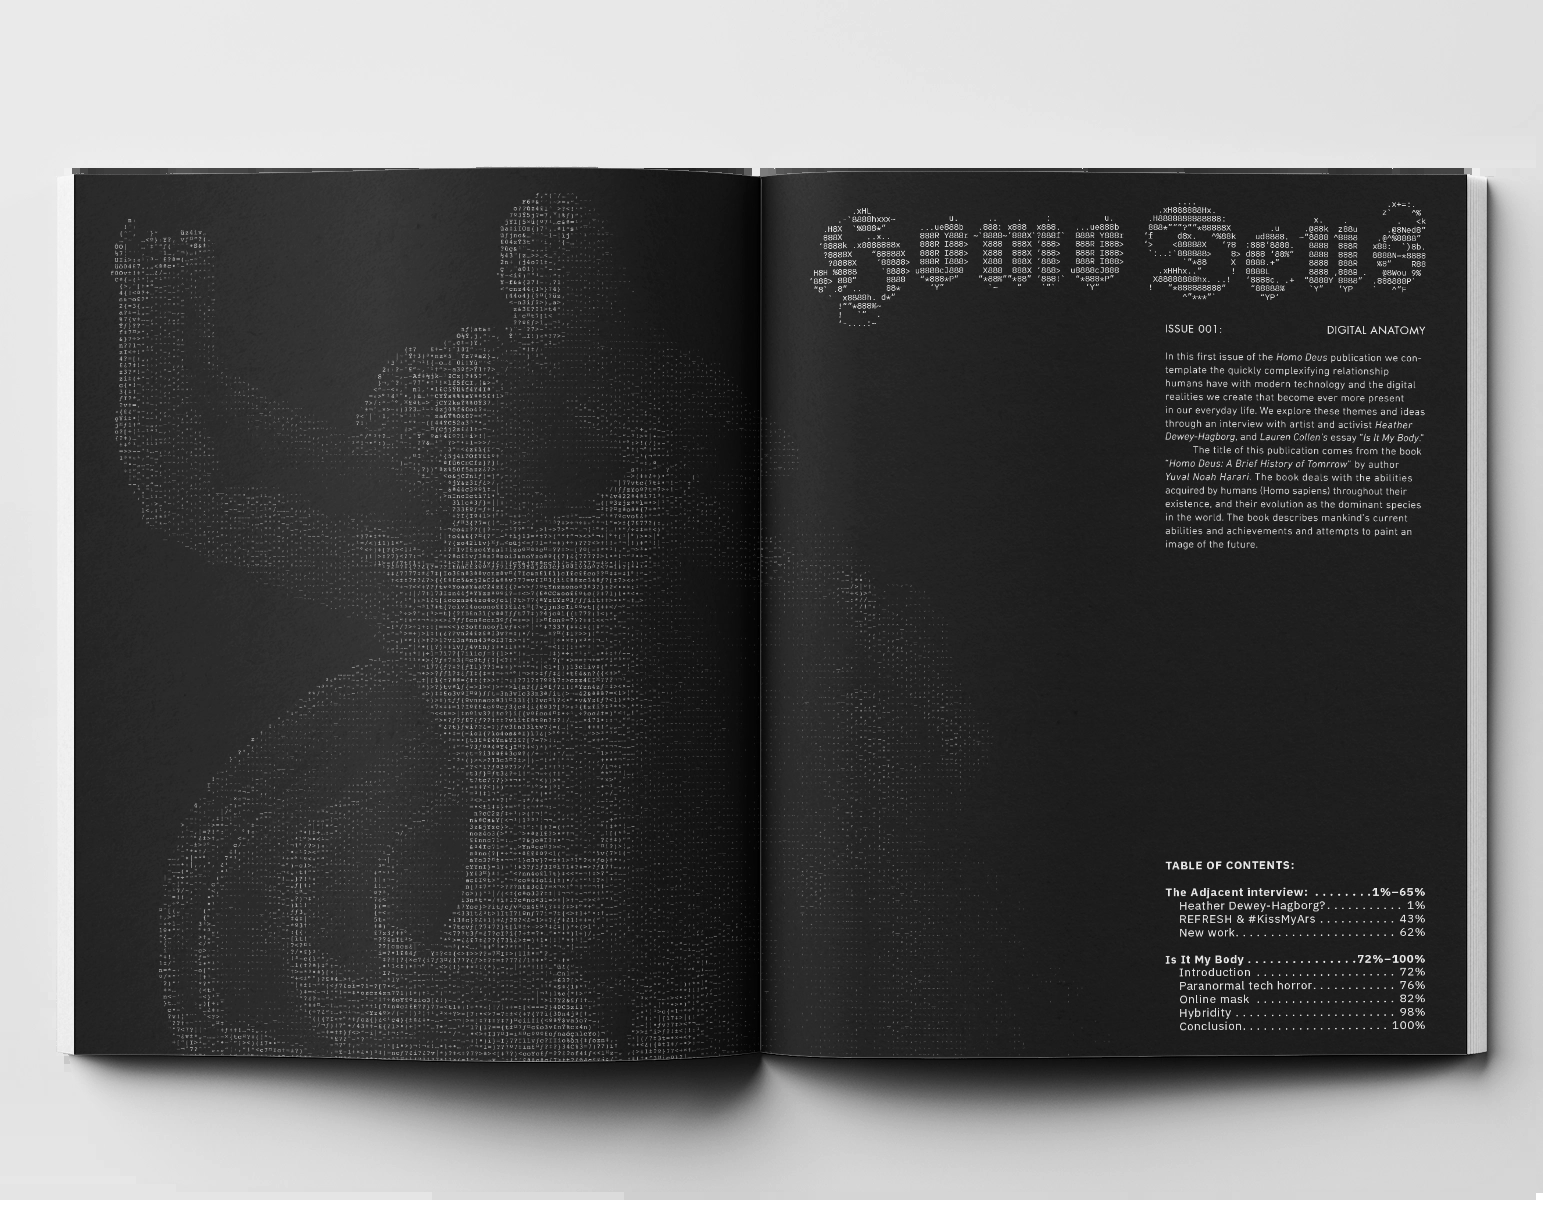 Homo Deus
ISSUE 001: DIGITAL ANATOMY
In this first issue of the Homo Deus publication we con-
template the quickly complexifying relationship
humans have with modern technology and the digital
realities we create that become ever more present
in our everyday life. We explore these themes and ideas
through an interview with artist and activist Heather
Dewey-Hagborg, and Lauren Collen's essay "Is It My Body."
The title of this publication comes from the book
"Homo Deus: A Brief History of Tomrrow" by author
Yuval Noah Harari. The book deals with the abilities
acquired by humans (Homo sapiens) throughout their
existence, and their evolution as the dominant species
in the world. The book describes mankind's current
abilities and achievements and attempts to paint an
image of the future.
TABLE OF CONTENTS:
The Adjacent interview: ........1%–65%
Heather Dewey-Hagborg?........... 1%
REFRESH & #KissMyArs ........... 43%
New work...................... 62%
Is It My Body ...............72%–100%
Introduction ................... 72%
Paranormal tech horror............ 76%
Online mask ................... 82%
Hybridity ...................... 98%
Conclusion..................... 100%